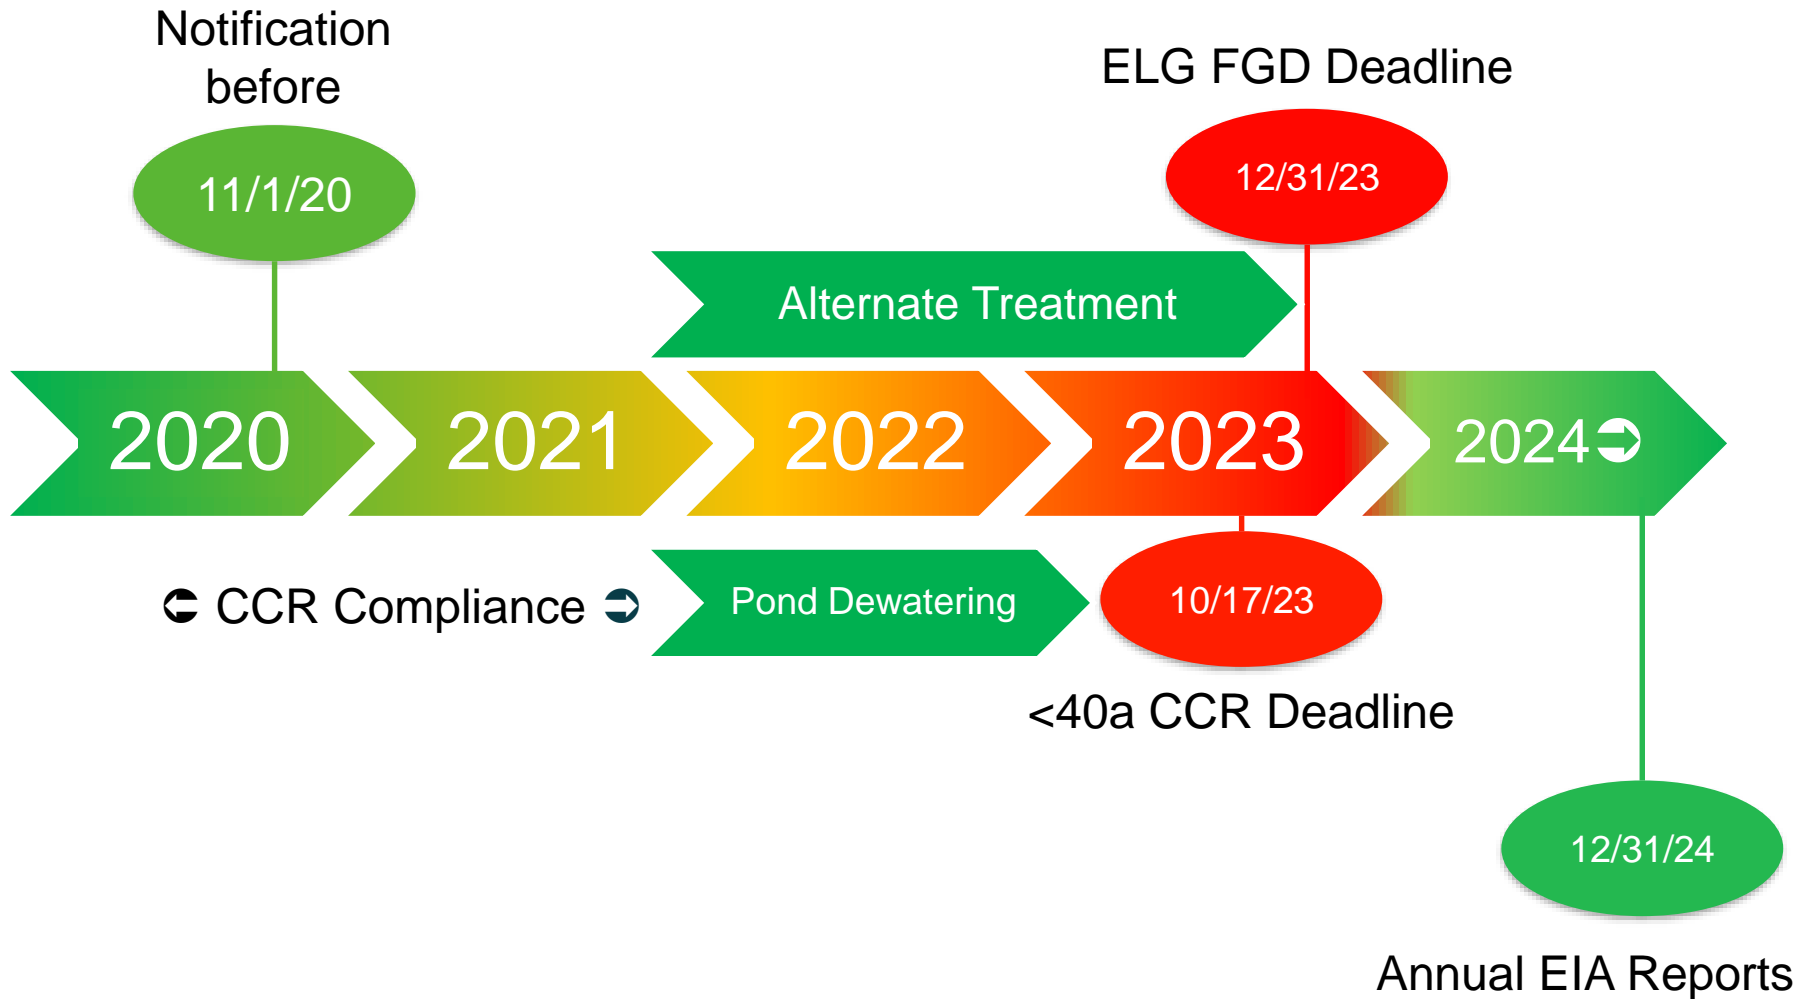 Notification
before
11/1/20
ELG FGD Deadline
12/31/23
Alternate Treatment
2020
2021
2022
2023
2024➲
➲ CCR Compliance ➲
Pond Dewatering
10/17/23
<40a CCR Deadline
12/31/24
Annual EIA Reports